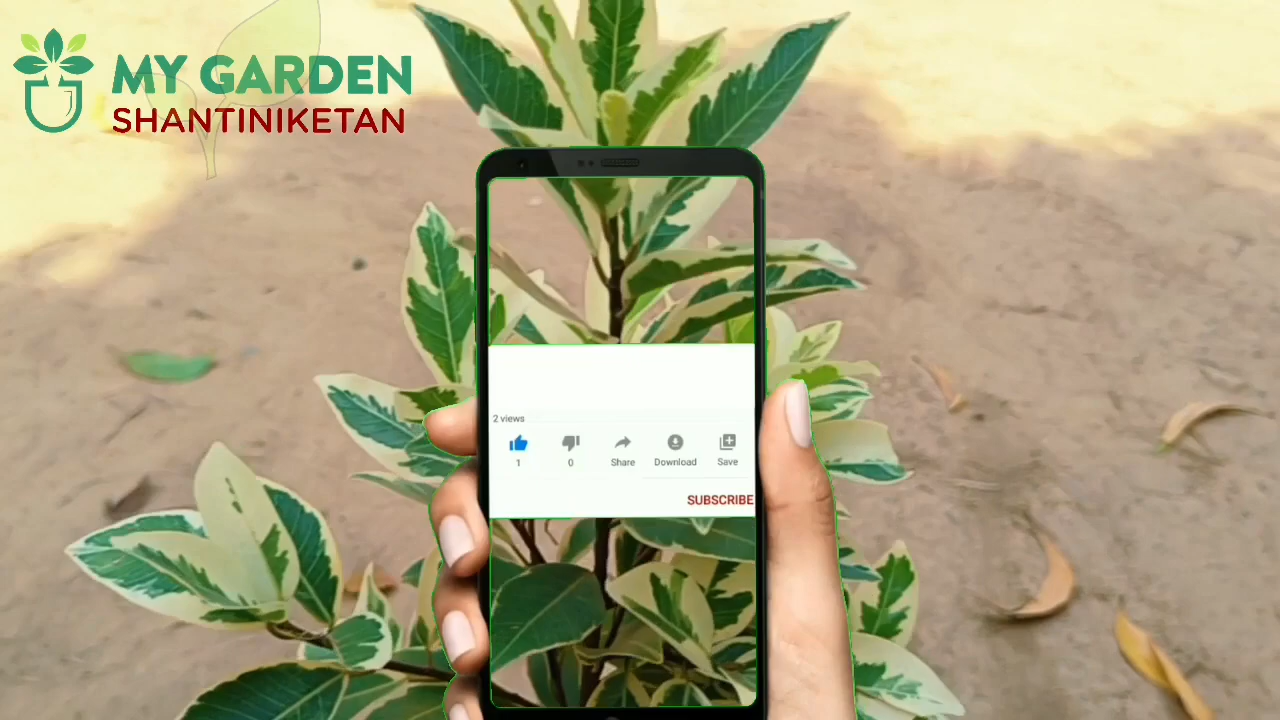 MY GARDEN
SHANTINIKETAN
2 views
1
0
Share
Download
Save
SUBSCRIBE